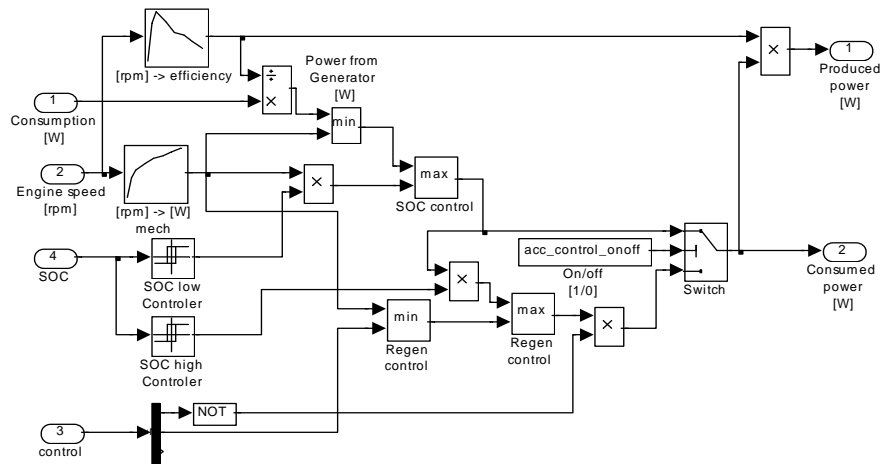 [rpm] -> efficiency
÷
×
Power from
Generator
[W]
min
×
1
Produced
power
[W]
1
Consumption
[W]
2
Engine speed
[rpm]
[rpm] -> [W]
mech
×
max
SOC control
4
SOC
SOC low
Controler
acc_control_onoff
On/off
[1/0]
Switch
2
Consumed
power
[W]
×
SOC high
Controler
min
Regen
control
max
Regen
control
×
NOT
3
control